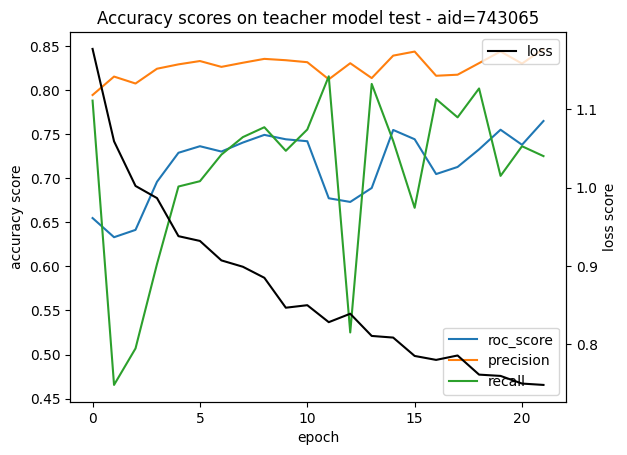 Accuracy scores on teacher model test - aid=743065
loss
0.85
0.80
0.75
0.70
0.65
0.60
0.55
0.50
0.45
accuracy score
1.1
1.0
0.9
0.8
loss score
roc_score
precision
recall
0
5
10
15
20
epoch